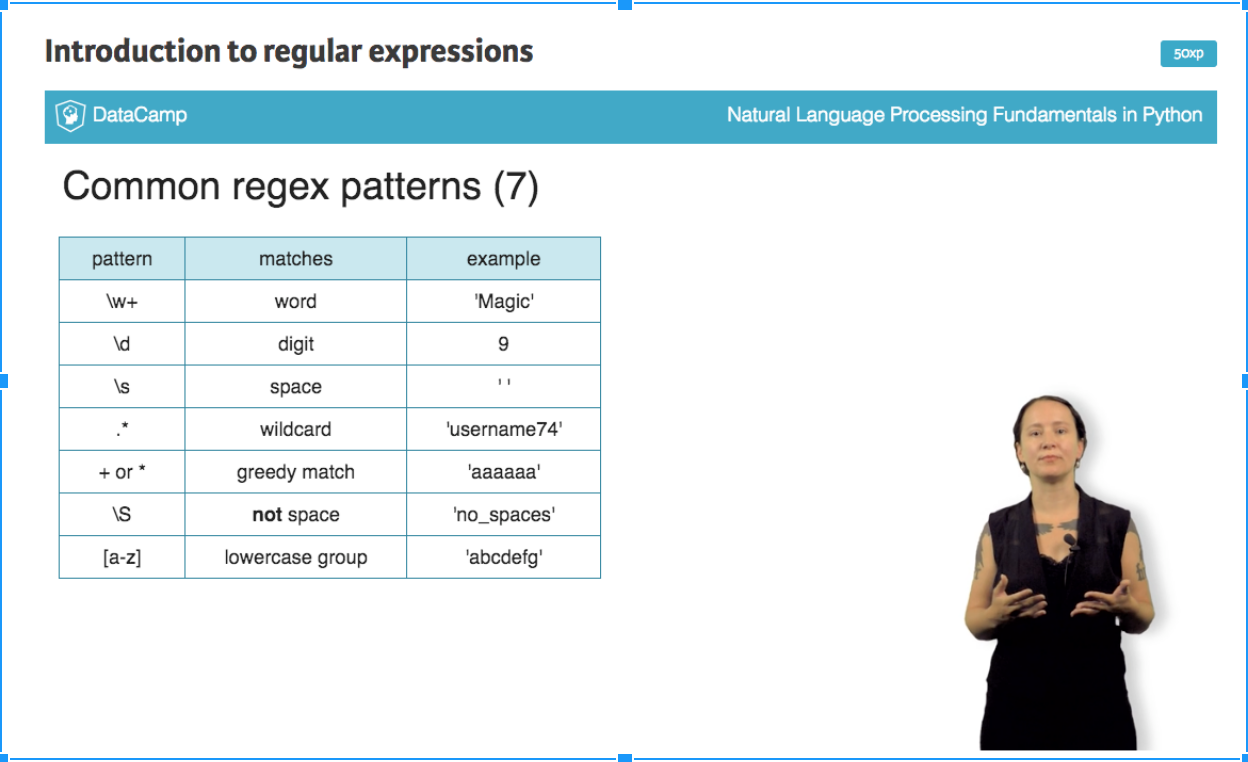 Introduction to regular expressions
50xp
DataCamp
Natural Language Processing Fundamentals in Python
Common regex patterns (7)
pattern matches example
\w+ word 'Magic'
\d digit 9
\s space ' '
.* wildcard 'username74'
+ or * greedy match 'aaaaaa'
\S not space 'no_spaces'
[a-z] lowercase group 'abcdefg'